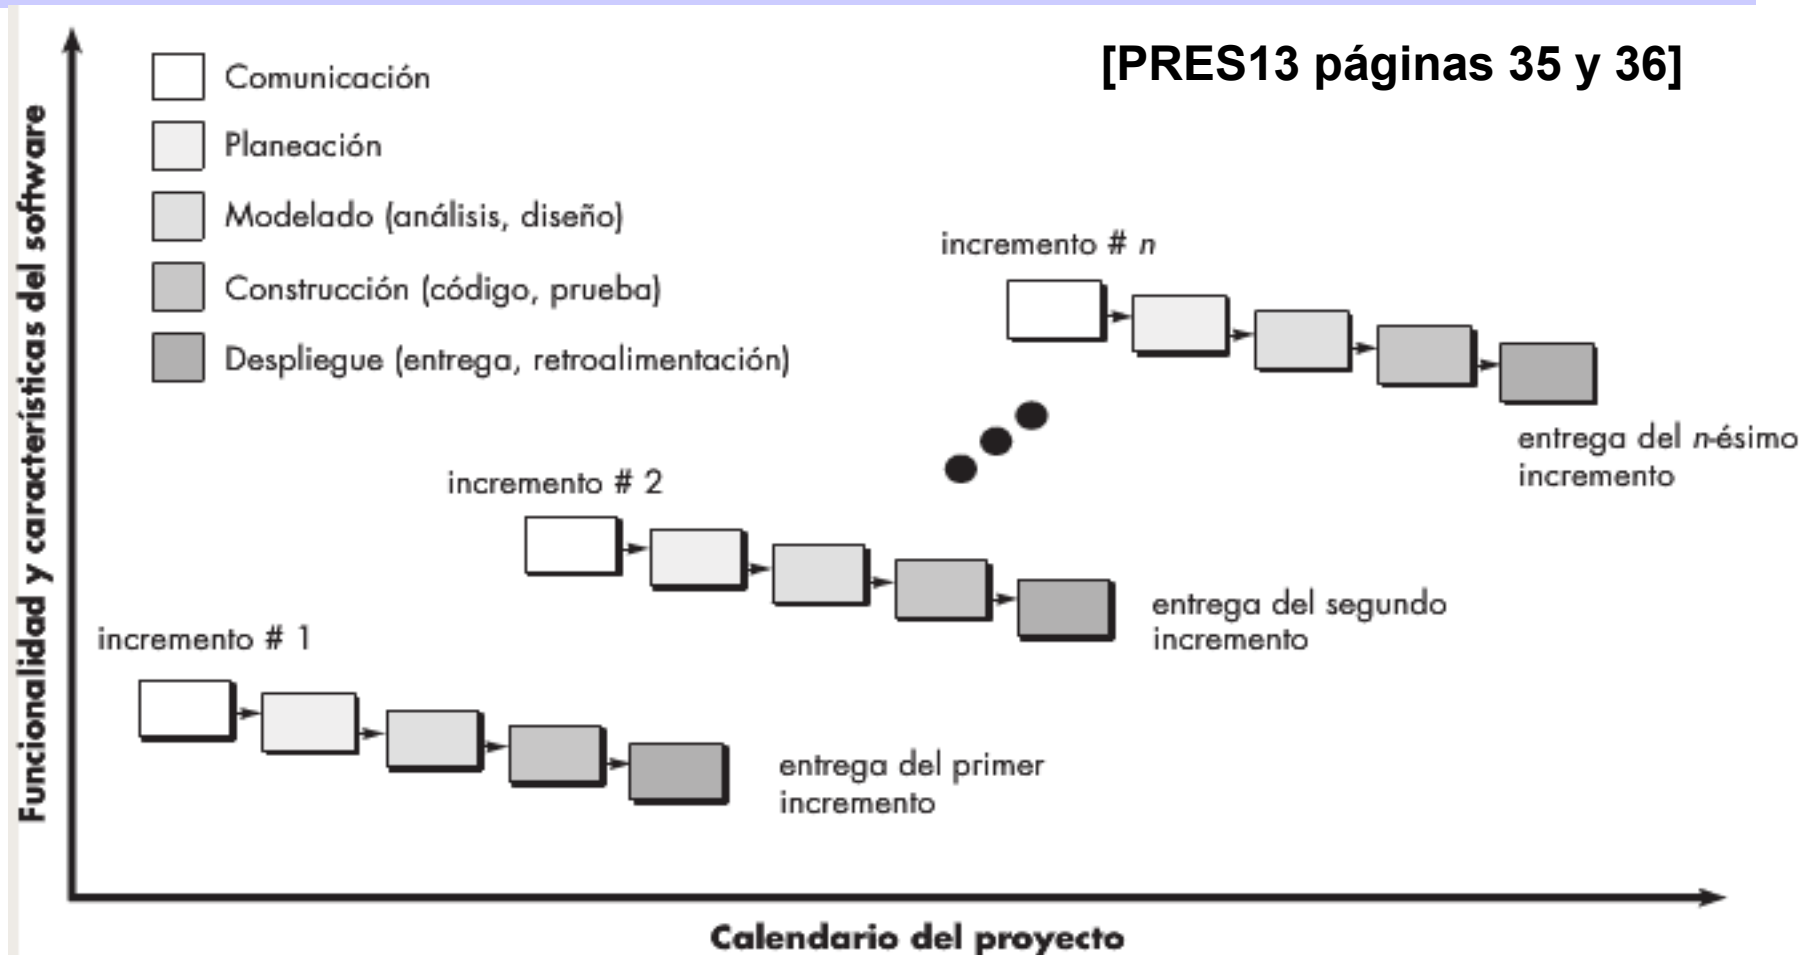 [PRES13 páginas 35 y 36]
Funcionalidad y características del software
Comunicación
Planeación
Modelado (análisis, diseño)
Construcción (código, prueba)
Despliegue (entrega, retroalimentación)
incremento # n
entrega del n-ésimo
incremento
incremento # 2
entrega del segundo
incremento
incremento # 1
entrega del primer
incremento
Calendario del proyecto